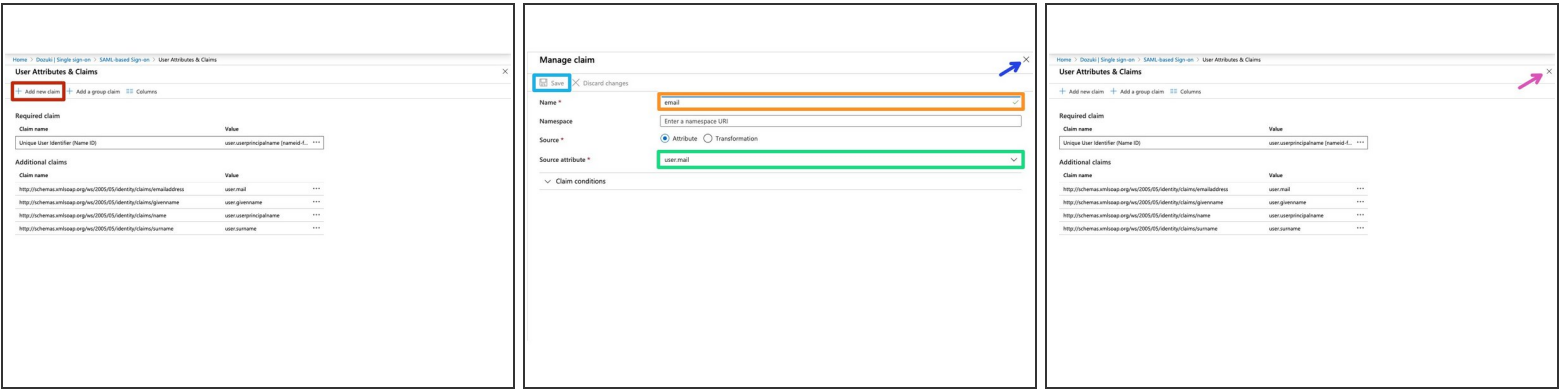 Home > Dozuki | Single sign-on > SAML-based Sign-on > User Attributes & Claims
User Attributes & Claims
+ Add new claim + Add a group claim Columns
Required claim
Claim name Value
Unique User Identifier (Name ID) user.userprincipalname [nameid-f... ...
Additional claims
Claim name Value
http://schemas.xmlsoap.org/ws/2005/05/identity/claims/emailaddress user.mail ...
http://schemas.xmlsoap.org/ws/2005/05/identity/claims/givenname user.givenname ...
http://schemas.xmlsoap.org/ws/2005/05/identity/claims/name user.userprincipalname ...
http://schemas.xmlsoap.org/ws/2005/05/identity/claims/surname user.surname ...
Manage claim
Save Discard changes
Name * email
Namespace Enter a namespace URI
Source * Attribute Transformation
Source attribute * user.mail
Claim conditions
Home > Dozuki | Single sign-on > SAML-based Sign-on > User Attributes & Claims
User Attributes & Claims
+ Add new claim + Add a group claim Columns
Required claim
Claim name Value
Unique User Identifier (Name ID) user.userprincipalname [nameid-f... ...
Additional claims
Claim name Value
http://schemas.xmlsoap.org/ws/2005/05/identity/claims/emailaddress user.mail ...
http://schemas.xmlsoap.org/ws/2005/05/identity/claims/givenname user.givenname ...
http://schemas.xmlsoap.org/ws/2005/05/identity/claims/name user.userprincipalname ...
http://schemas.xmlsoap.org/ws/2005/05/identity/claims/surname user.surname ...